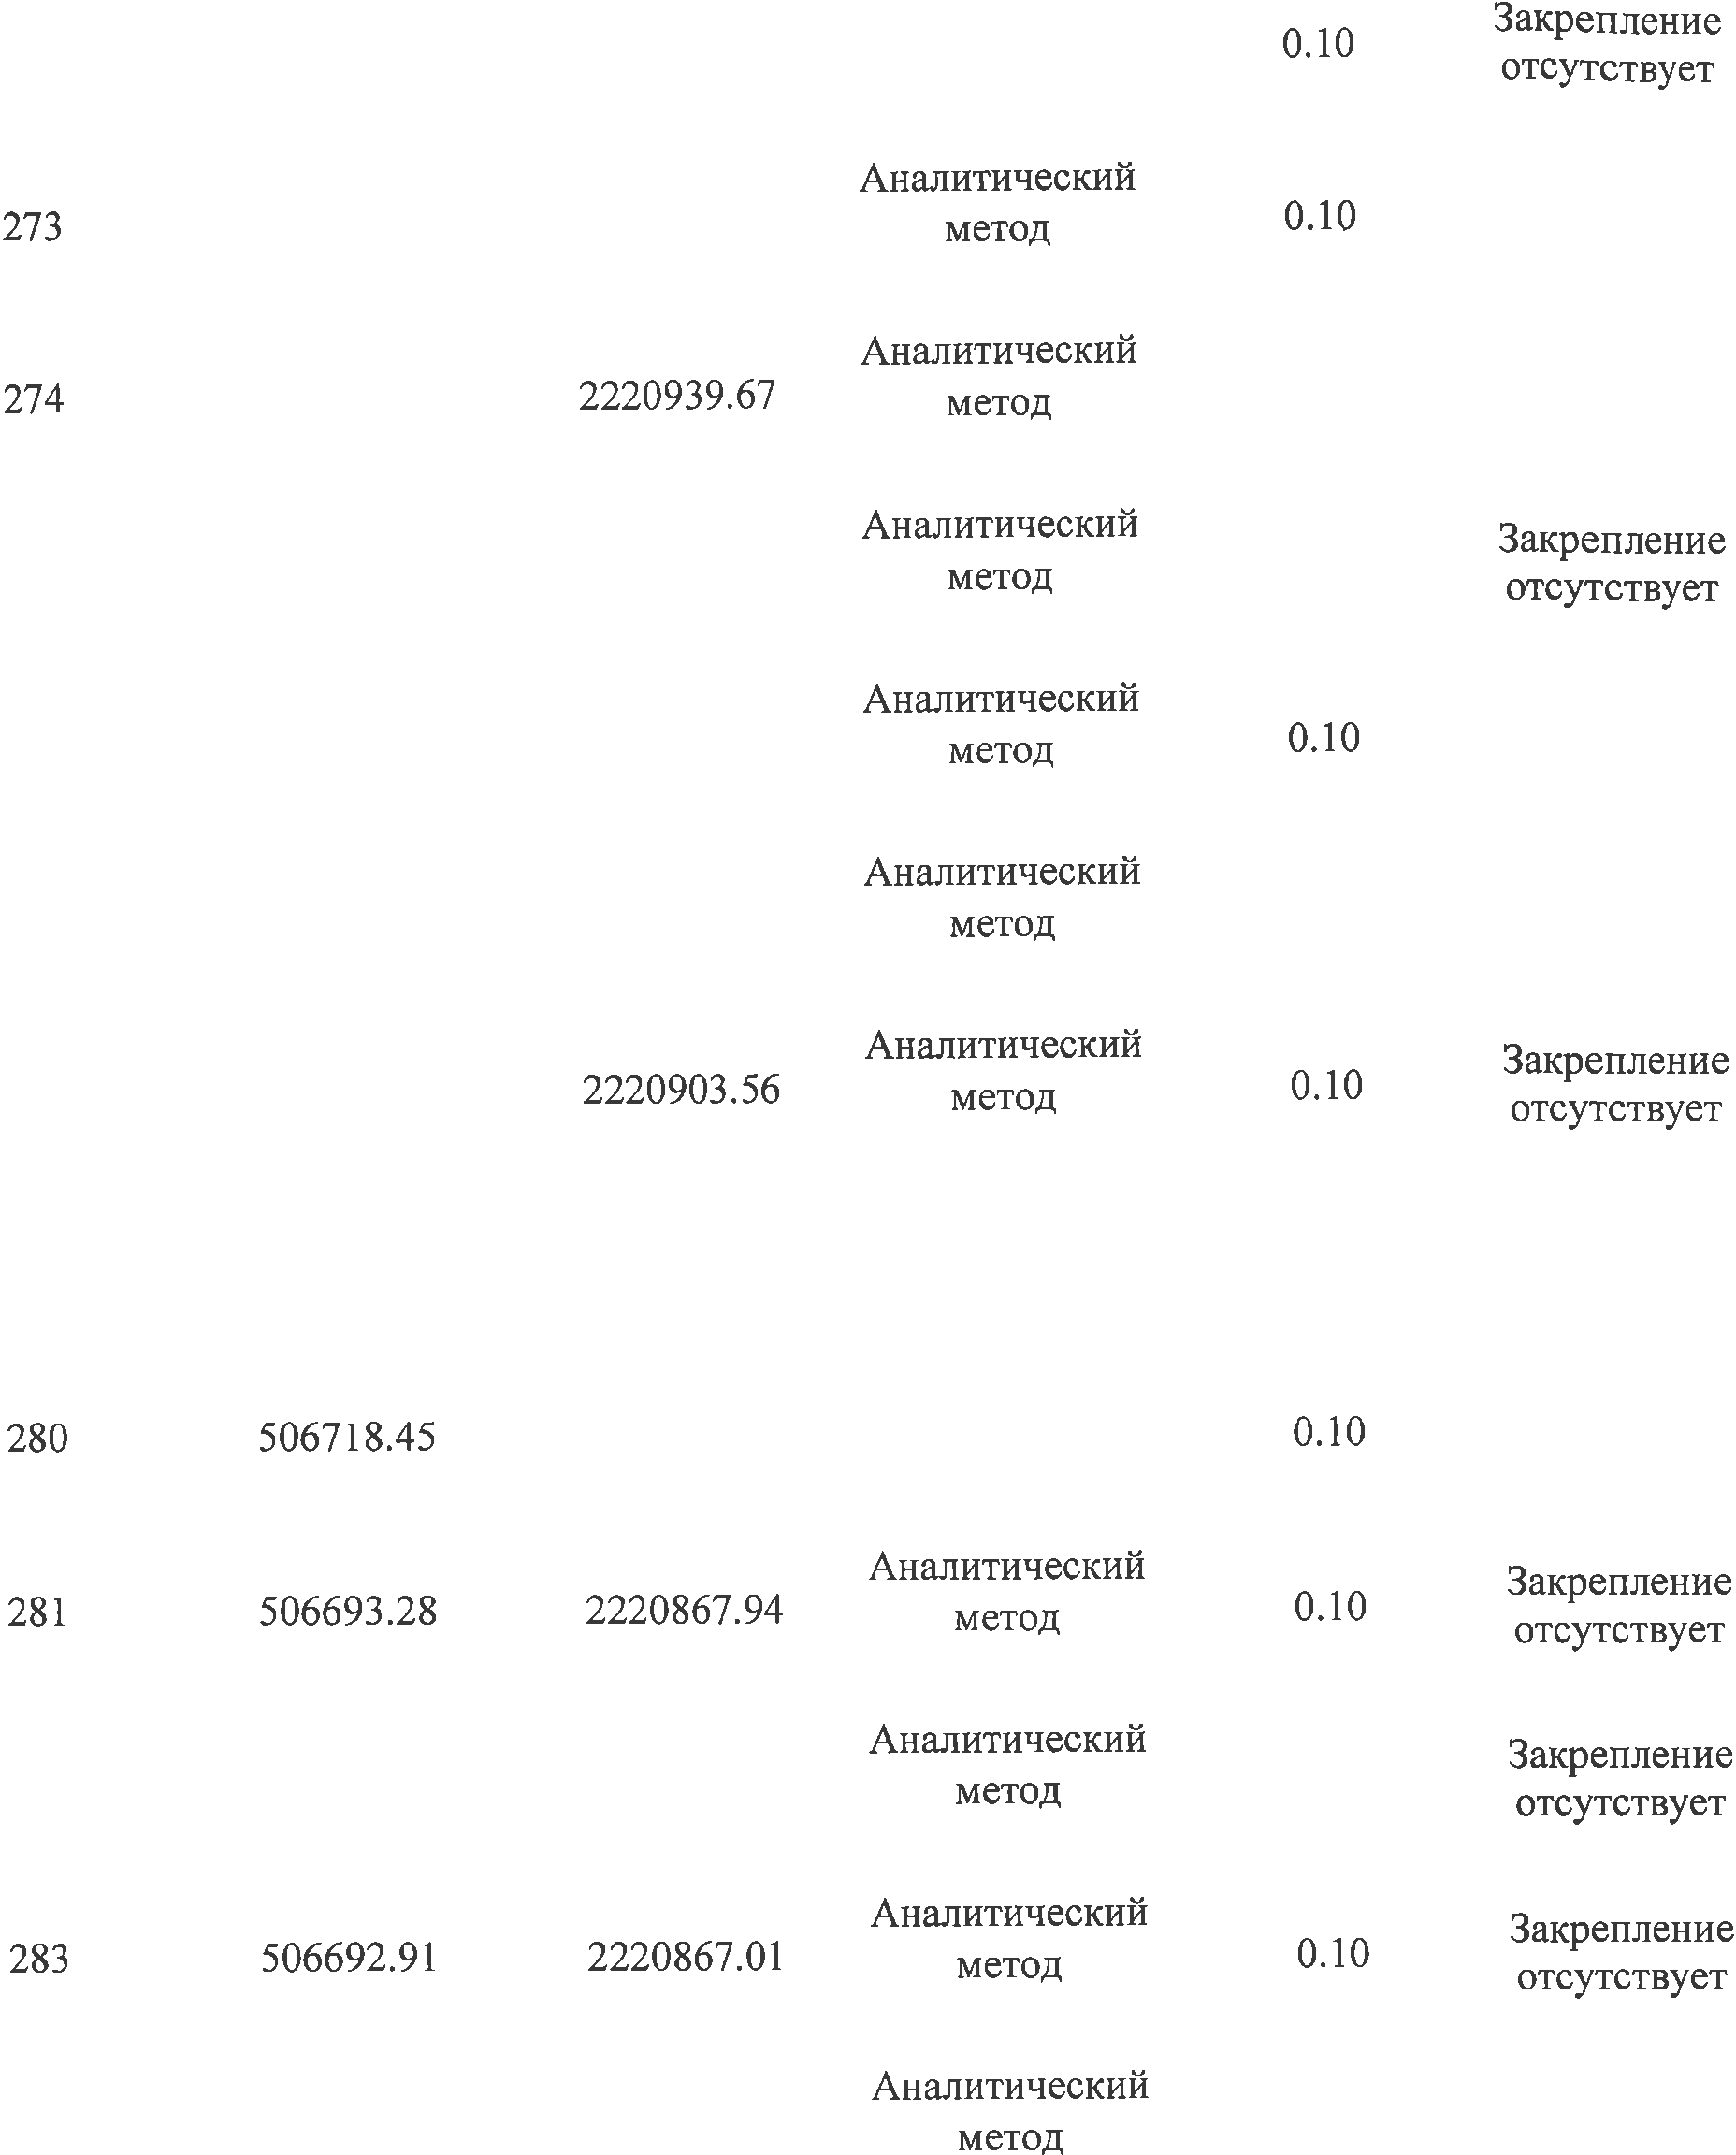 0.10 Закрепление
отсутствует
273 Аналитический
метод 0.10
274 2220939.67 Аналитический
метод
Аналитический
метод Закрепление
отсутствует
Аналитический
метод 0.10
Аналитический
метод
2220903.56 Аналитический
метод 0.10 Закрепление
отсутствует
280 506718.45 0.10
281 506693.28 2220867.94 Аналитический
метод 0.10 Закрепление
отсутствует
Аналитический
метод Закрепление
отсутствует
283 506692.91 2220867.01 Аналитический
метод 0.10 Закрепление
отсутствует
Аналитический
метод